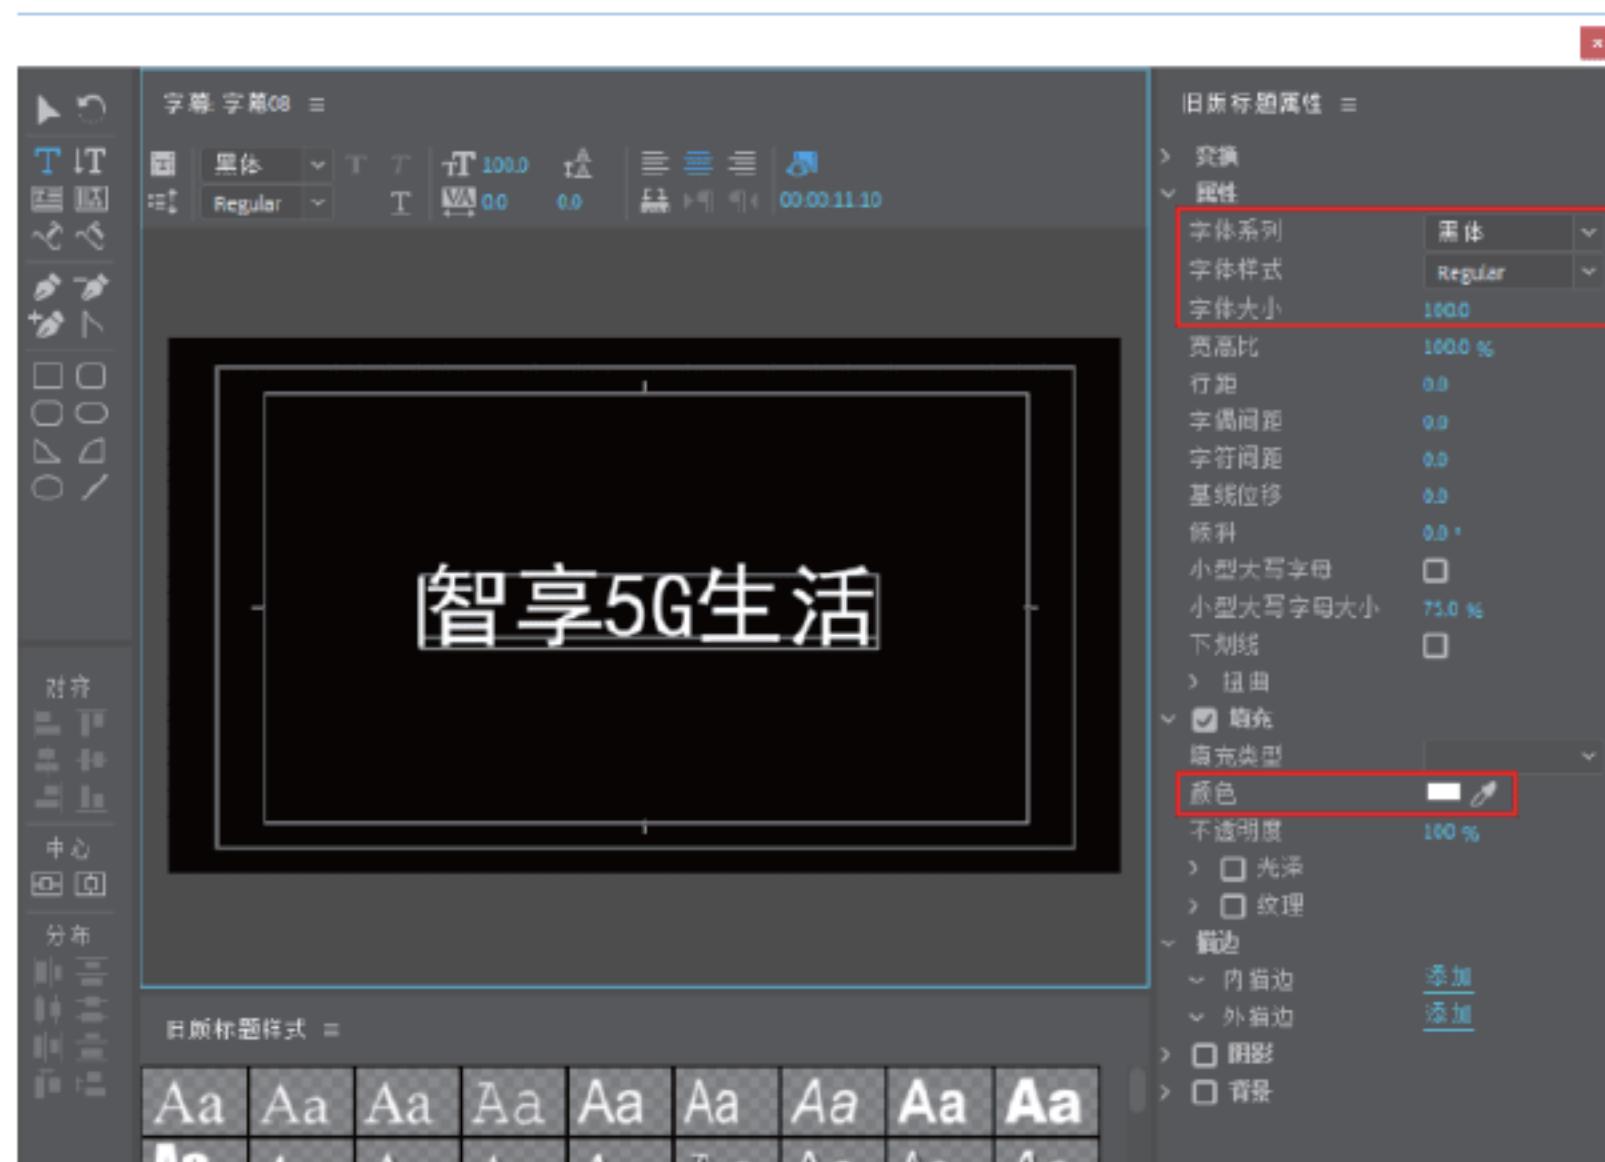 字幕: 字幕08
黑体
100.0
Regular
0.0
0.0
00:00:11:10
智享5G生活
对齐
中心
分布
旧版标题样式
Aa Aa Aa Aa Aa Aa Aa Aa Aa
旧版标题属性
变换
属性
字体系列 黑体
字体样式 Regular
字体大小 100.0
宽高比 100.0 %
行距 0.0
字偶间距 0.0
字符间距 0.0
基线位移 0.0
倾斜 0.0 °
小型大写字母
小型大写字母大小 75.0 %
下划线
扭曲
填充
填充类型
颜色
不透明度 100 %
光泽
纹理
描边
内描边 添加
外描边 添加
阴影
背景